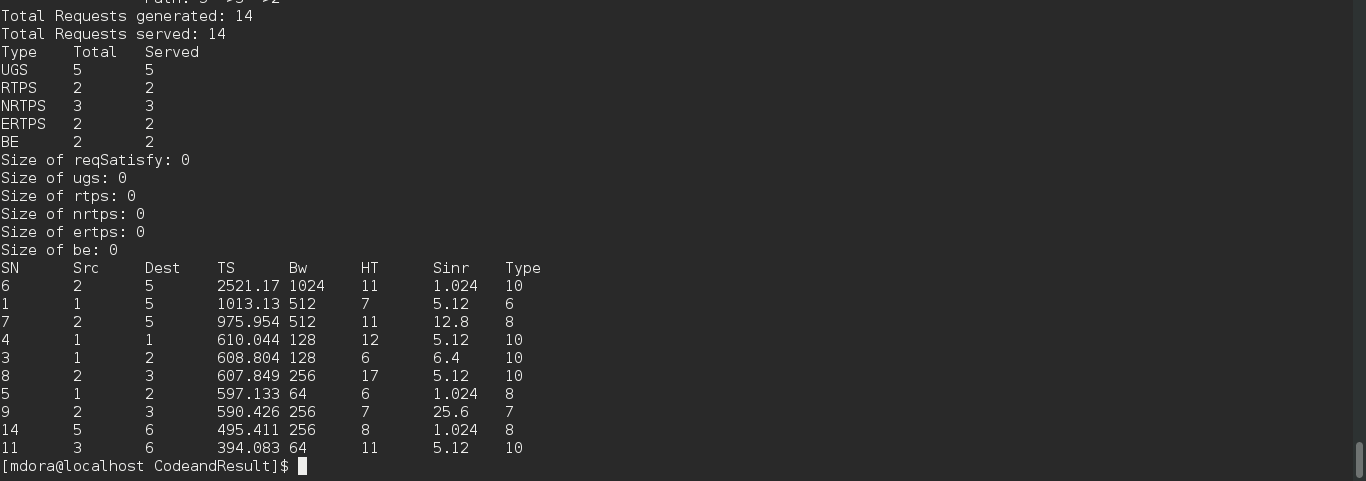 Total Requests generated: 14
Total Requests served: 14
Type Total Served
UGS 5 5
RTPS 2 2
NRTPS 3 3
ERTPS 2 2
BE 2 2
Size of reqSatisfy: 0
Size of ugs: 0
Size of rtps: 0
Size of nrtps: 0
Size of ertps: 0
Size of be: 0
SN Src Dest TS Bw HT Sinr Type
6 2 5 2521.17 1024 11 1.024 10
1 1 5 1013.13 512 7 5.12 6
7 2 5 975.954 512 11 12.8 8
4 1 1 610.044 128 12 5.12 10
3 1 2 608.804 128 6 6.4 10
8 2 3 607.849 256 17 5.12 10
5 1 2 597.133 64 6 1.024 8
9 2 3 590.426 256 7 25.6 7
14 5 6 495.411 256 8 1.024 8
11 3 6 394.083 64 11 5.12 10
[mdora@localhost CodeandResult]$